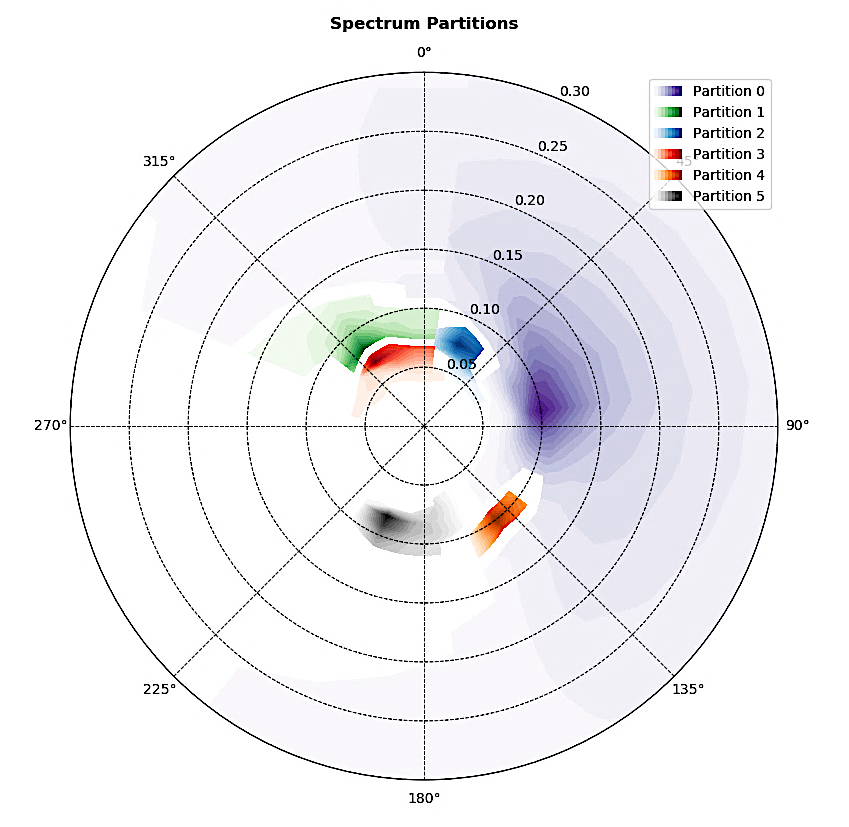 Spectrum Partitions
0°
0.30
Partition 0
Partition 1
Partition 2
Partition 3
Partition 4
Partition 5
45
0.25
315°
0.20
0.15
0.10
0.05
270°
90°
225°
135°
180°